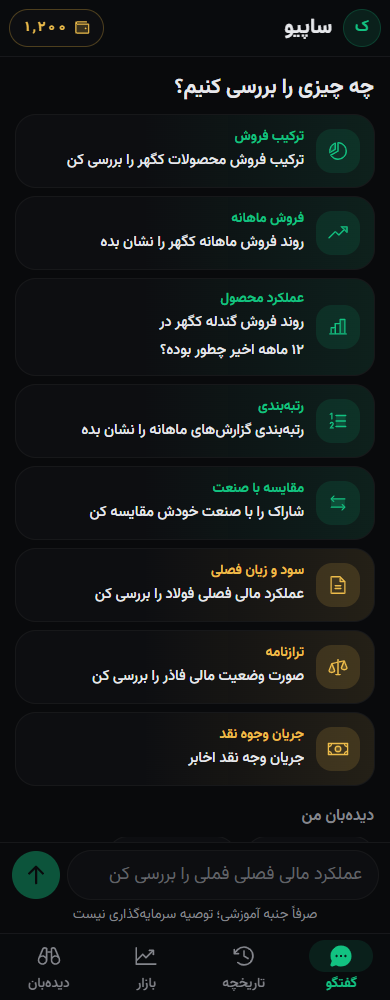 ک
ساپیو
۱,۲۰۰
چه چیزی را بررسی کنیم؟
ترکیب فروش
ترکیب فروش محصولات کگهر را بررسی کن
فروش ماهانه
روند فروش ماهانه کگهر را نشان بده
عملکرد محصول
روند فروش گندله کگهر در
۱۲ ماهه اخیر چطور بوده؟
رتبه‌بندی
رتبه‌بندی گزارش‌های ماهانه را نشان بده
مقایسه با صنعت
شاراک را با صنعت خودش مقایسه کن
سود و زیان فصلی
عملکرد مالی فصلی فولاد را بررسی کن
ترازنامه
صورت وضعیت مالی فاذر را بررسی کن
جریان وجوه نقد
جریان وجه نقد اخابر
دیده‌بان من
عملکرد مالی فصلی فملی را بررسی کن
صرفاً جنبه آموزشی؛ توصیه سرمایه‌گذاری نیست
گفتگو
تاریخچه
بازار
دیده‌بان